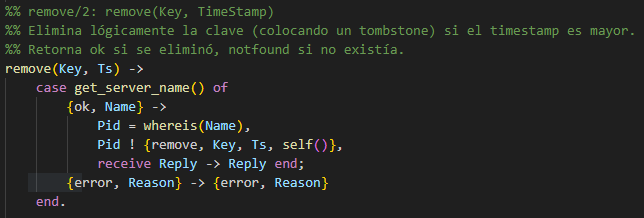 %% remove/2: remove(Key, TimeStamp)
%% Elimina lógicamente la clave (colocando un tombstone) si el timestamp es mayor.
%% Retorna ok si se eliminó, notfound si no existía.
remove(Key, Ts) ->
    case get_server_name() of
        {ok, Name} ->
            Pid = whereis(Name),
            Pid ! {remove, Key, Ts, self()},
            receive Reply -> Reply end;
        {error, Reason} -> {error, Reason}
    end.